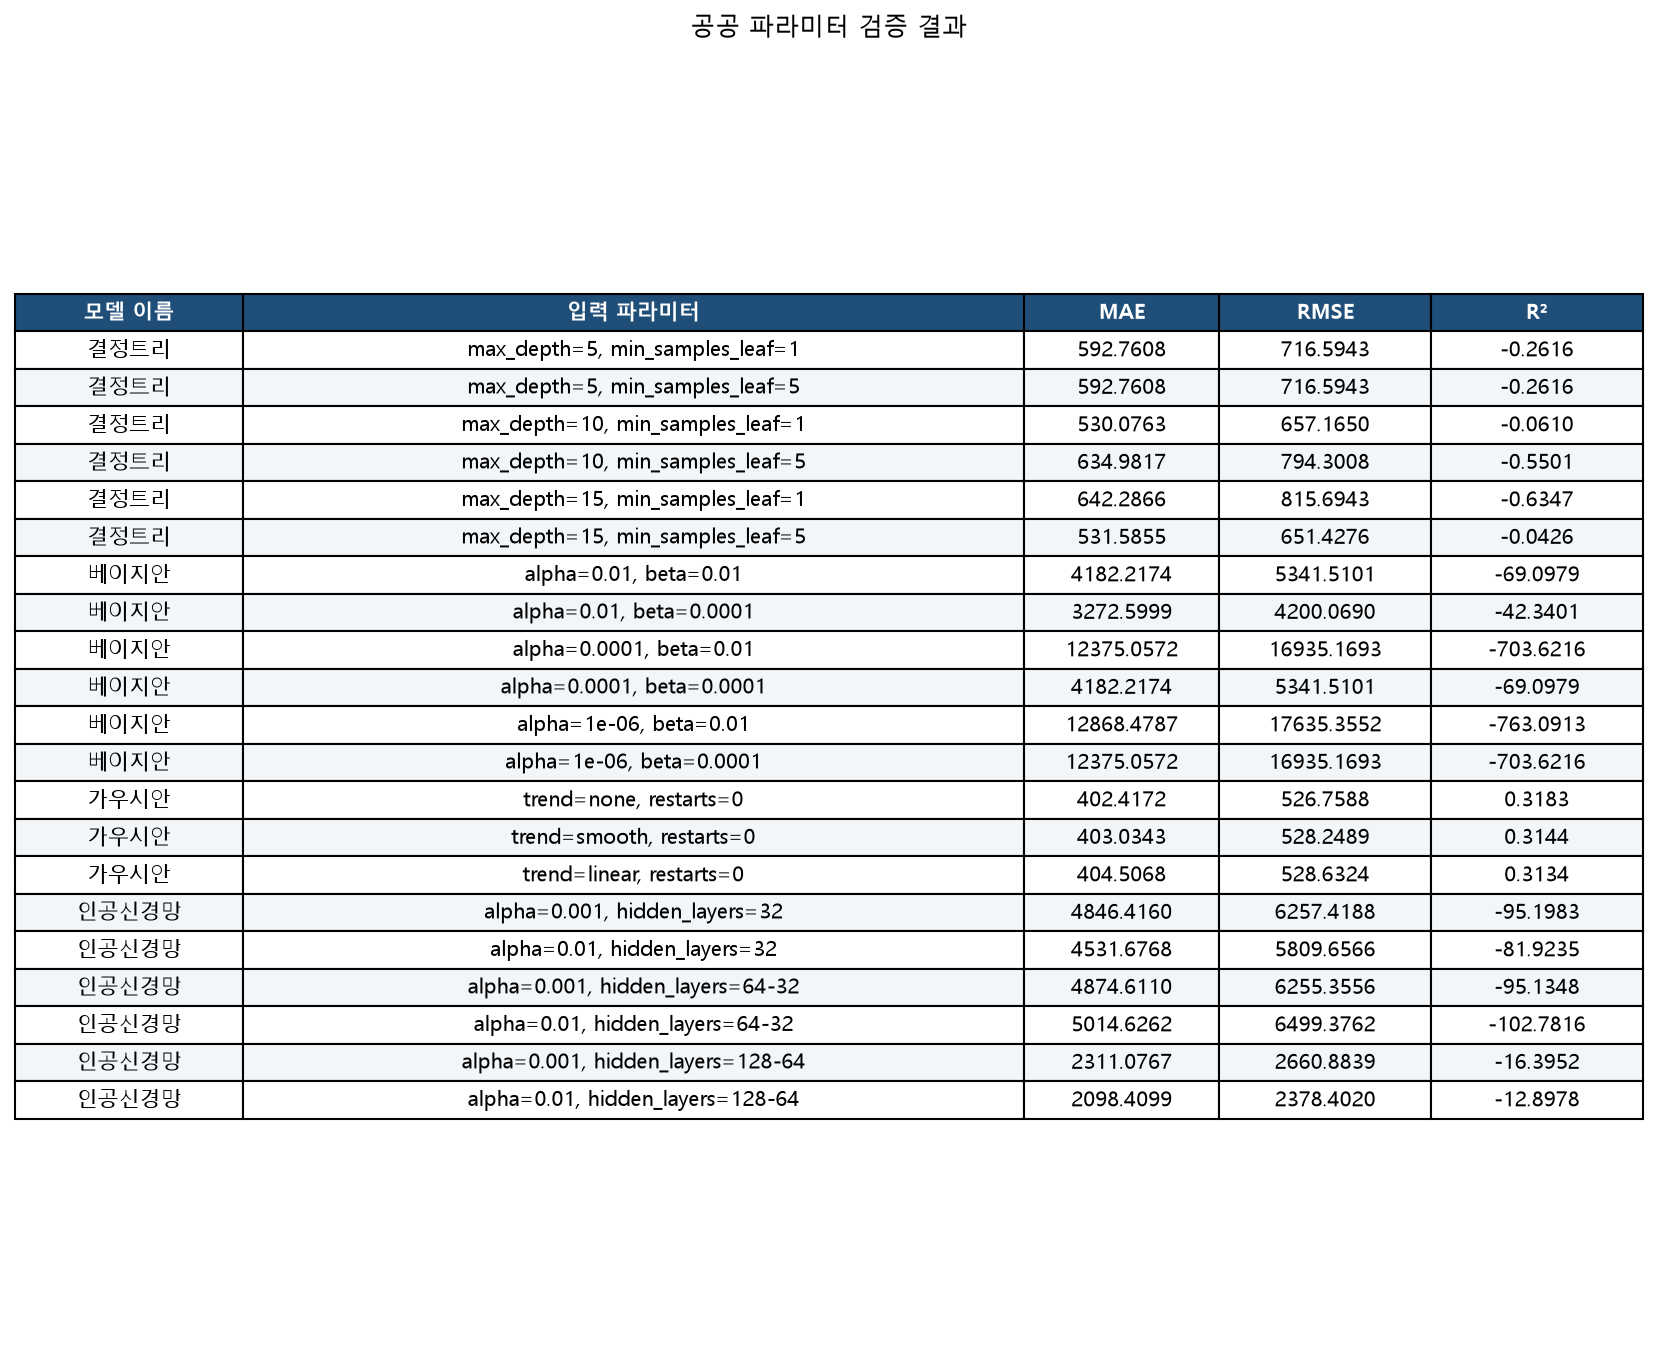 공공 파라미터 검증 결과
모델 이름 입력 파라미터 MAE RMSE R²
결정트리 max_depth=5, min_samples_leaf=1 592.7608 716.5943 -0.2616
결정트리 max_depth=5, min_samples_leaf=5 592.7608 716.5943 -0.2616
결정트리 max_depth=10, min_samples_leaf=1 530.0763 657.1650 -0.0610
결정트리 max_depth=10, min_samples_leaf=5 634.9817 794.3008 -0.5501
결정트리 max_depth=15, min_samples_leaf=1 642.2866 815.6943 -0.6347
결정트리 max_depth=15, min_samples_leaf=5 531.5855 651.4276 -0.0426
베이지안 alpha=0.01, beta=0.01 4182.2174 5341.5101 -69.0979
베이지안 alpha=0.01, beta=0.0001 3272.5999 4200.0690 -42.3401
베이지안 alpha=0.0001, beta=0.01 12375.0572 16935.1693 -703.6216
베이지안 alpha=0.0001, beta=0.0001 4182.2174 5341.5101 -69.0979
베이지안 alpha=1e-06, beta=0.01 12868.4787 17635.3552 -763.0913
베이지안 alpha=1e-06, beta=0.0001 12375.0572 16935.1693 -703.6216
가우시안 trend=none, restarts=0 402.4172 526.7588 0.3183
가우시안 trend=smooth, restarts=0 403.0343 528.2489 0.3144
가우시안 trend=linear, restarts=0 404.5068 528.6324 0.3134
인공신경망 alpha=0.001, hidden_layers=32 4846.4160 6257.4188 -95.1983
인공신경망 alpha=0.01, hidden_layers=32 4531.6768 5809.6566 -81.9235
인공신경망 alpha=0.001, hidden_layers=64-32 4874.6110 6255.3556 -95.1348
인공신경망 alpha=0.01, hidden_layers=64-32 5014.6262 6499.3762 -102.7816
인공신경망 alpha=0.001, hidden_layers=128-64 2311.0767 2660.8839 -16.3952
인공신경망 alpha=0.01, hidden_layers=128-64 2098.4099 2378.4020 -12.8978